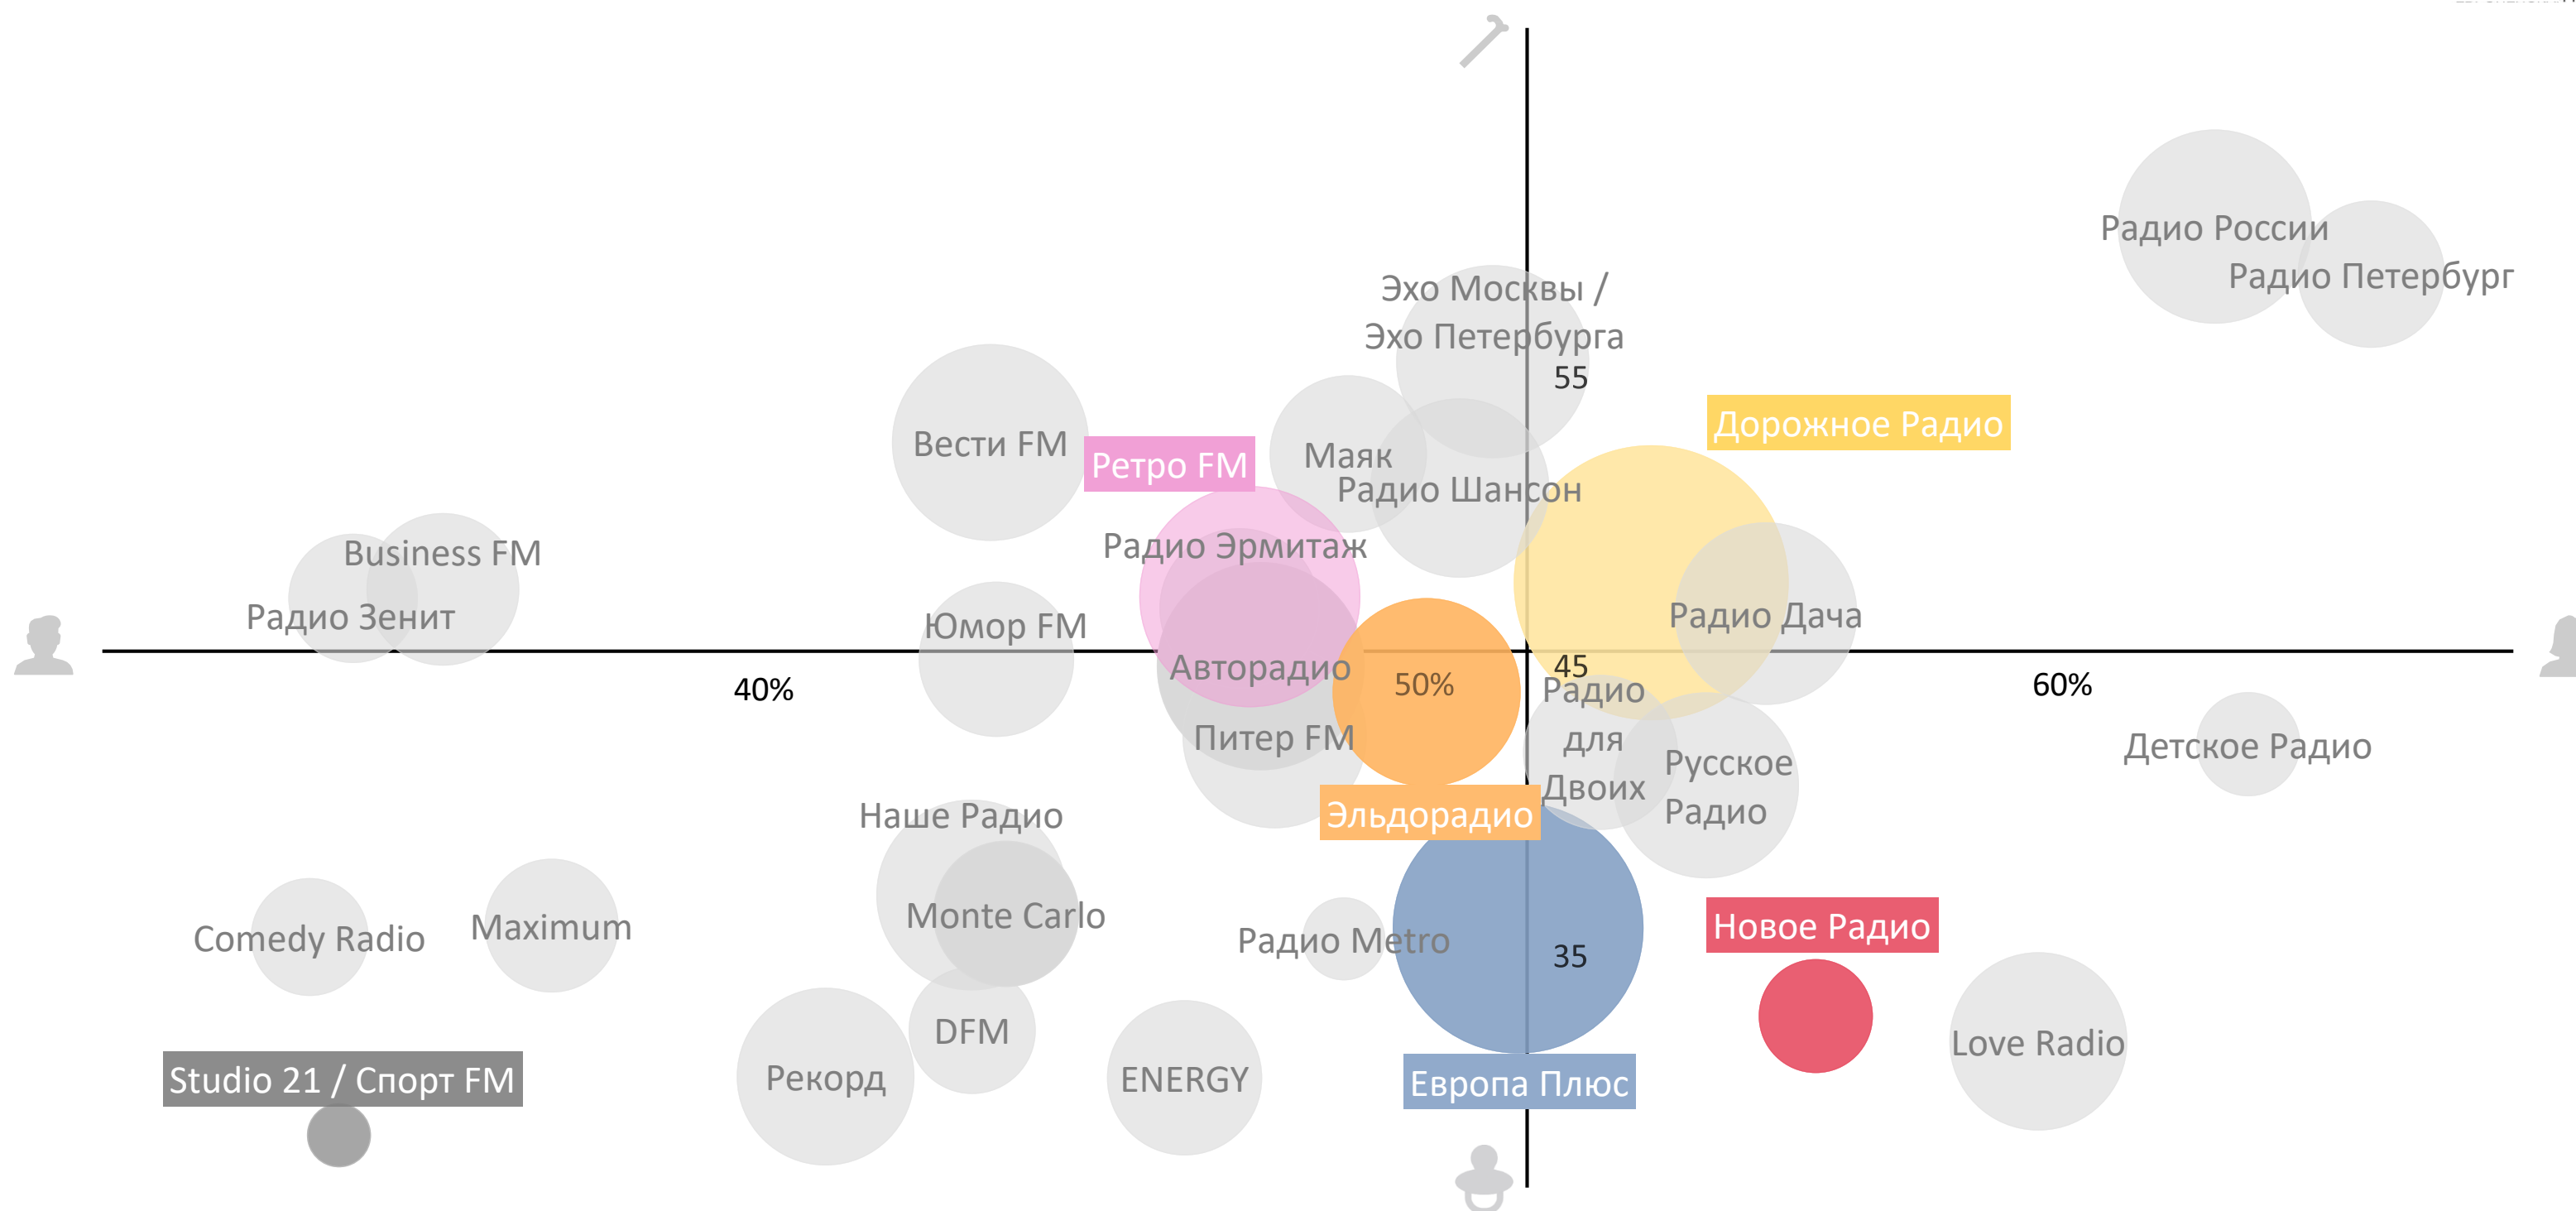 Радио России
Радио Петербург
Эхо Москвы /
Эхо Петербурга
55
Дорожное Радио
Вести FM
Ретро FM
Маяк
Радио Шансон
Радио Эрмитаж
Business FM
Радио Зенит
Юмор FM
Радио Дача
Авторадио
45
40%
50%
60%
Радио
для
Двоих
Питер FM
Русское
Радио
Детское Радио
Наше Радио
Эльдорадио
Monte Carlo
Comedy Radio
Maximum
Радио Metro
Новое Радио
35
DFM
Love Radio
Рекорд
ENERGY
Studio 21 / Спорт FM
Европа Плюс